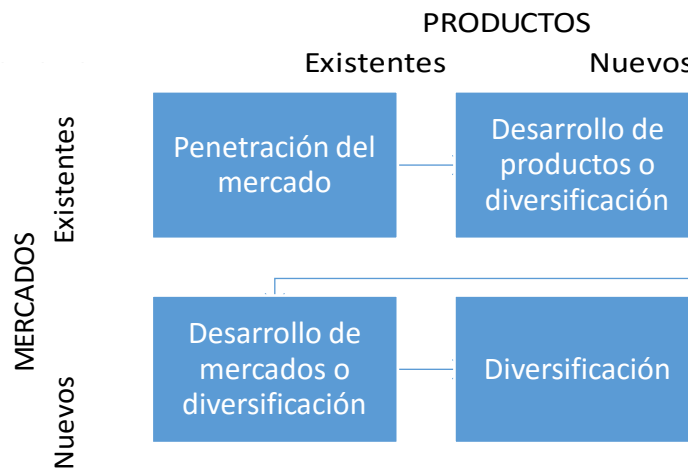 PRODUCTOS
Existentes
Nuevos
MERCADOS
Existentes
Penetración del
mercado
Desarrollo de
productos o
diversificación
Nuevos
Desarrollo de
mercados o
diversificación
Diversificación